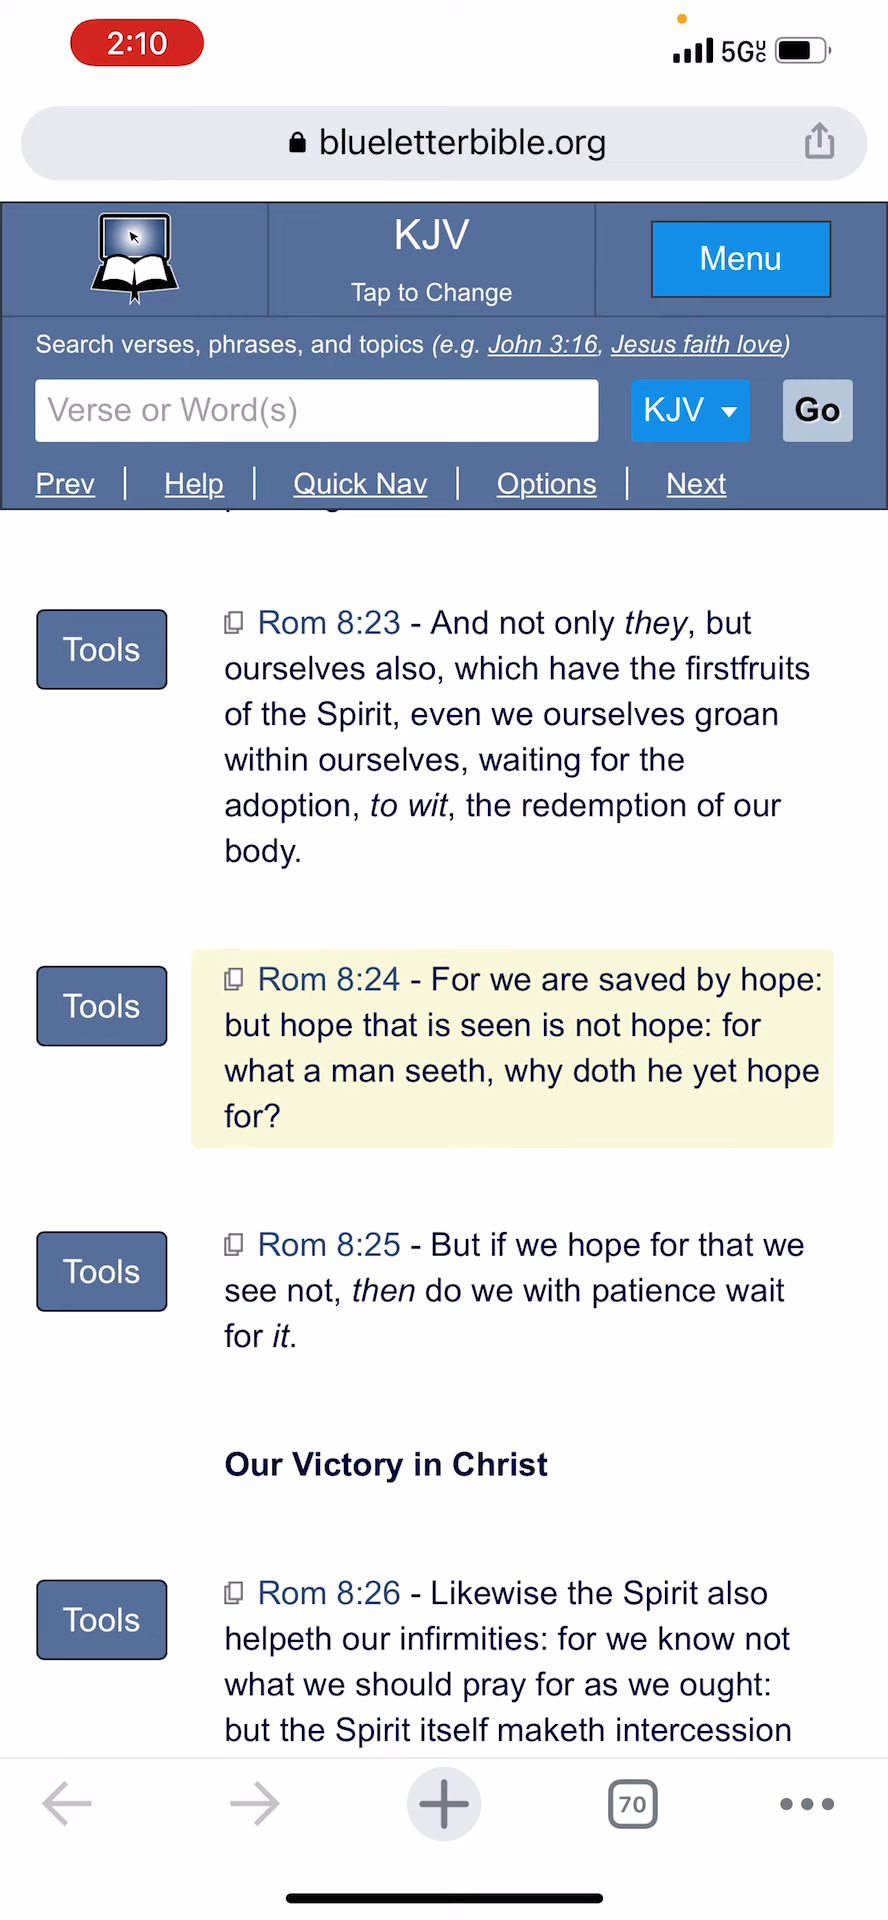 2:10
5G UC
blueletterbible.org
KJV
Tap to Change
Menu
Search verses, phrases, and topics (e.g. John 3:16, Jesus faith love)
Verse or Word(s)
KJV
Go
Prev | Help | Quick Nav | Options | Next
Tools
Rom 8:23 - And not only they, but
ourselves also, which have the firstfruits
of the Spirit, even we ourselves groan
within ourselves, waiting for the
adoption, to wit, the redemption of our
body.
Tools
Rom 8:24 - For we are saved by hope:
but hope that is seen is not hope: for
what a man seeth, why doth he yet hope
for?
Tools
Rom 8:25 - But if we hope for that we
see not, then do we with patience wait
for it.
Our Victory in Christ
Tools
Rom 8:26 - Likewise the Spirit also
helpeth our infirmities: for we know not
what we should pray for as we ought:
but the Spirit itself maketh intercession
70